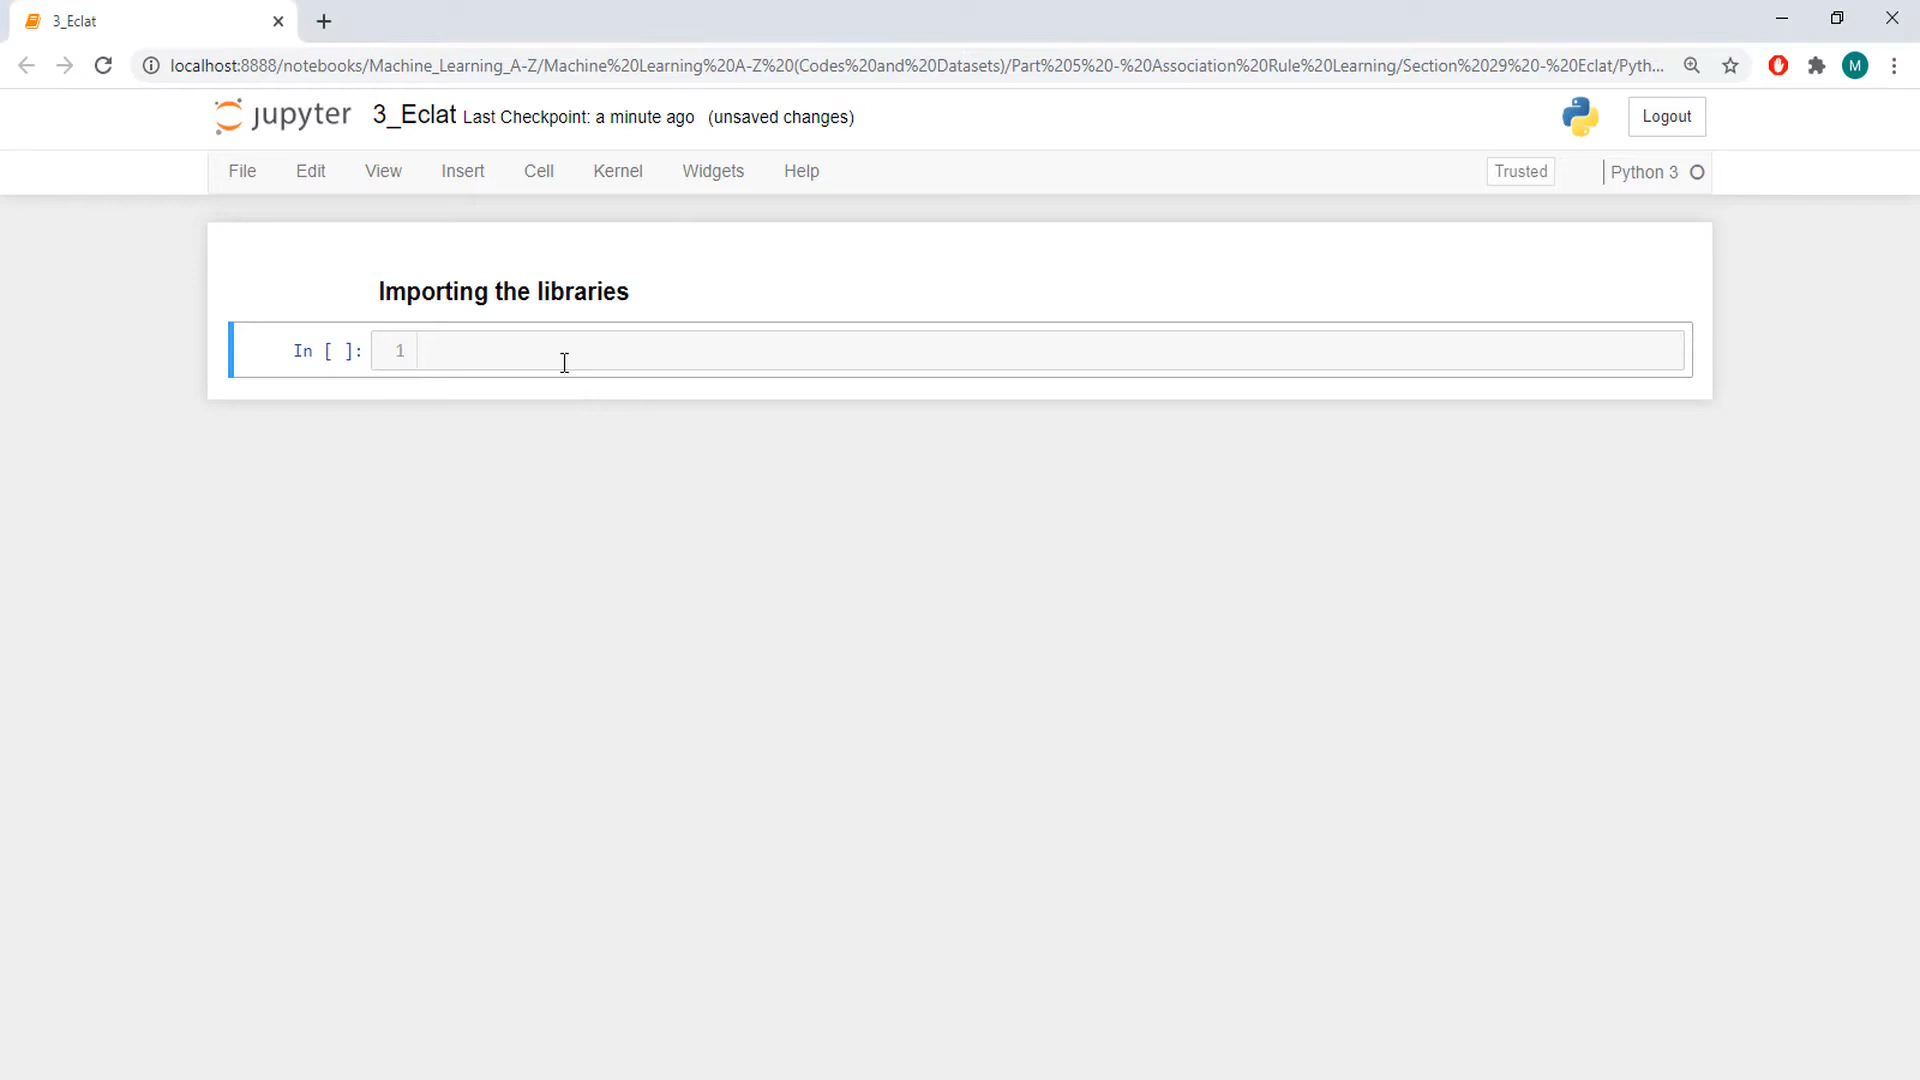 3_Eclat
localhost:8888/notebooks/Machine_Learning_A-Z/Machine%20Learning%20A-Z%20(Codes%20and%20Datasets)/Part%205%20-%20Association%20Rule%20Learning/Section%2029%20-%20Eclat/Pyth...
M
jupyter 3_Eclat Last Checkpoint: a minute ago (unsaved changes)
Logout
File Edit View Insert Cell Kernel Widgets Help
Trusted
Python 3
Importing the libraries
In [ ]: 1